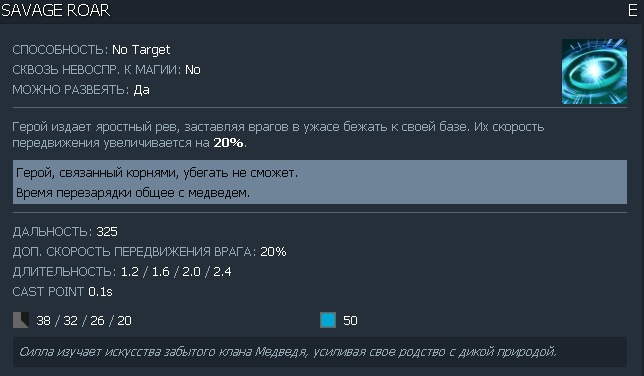 SAVAGE ROAR E
СПОСОБНОСТЬ: No Target
СКВОЗЬ НЕВОСПР. К МАГИИ: No
МОЖНО РАЗВЕЯТЬ: Да
Герой издает яростный рев, заставляя врагов в ужасе бежать к своей базе. Их скорость
передвижения увеличивается на 20%.
Герой, связанный корнями, убегать не сможет.
Время перезарядки общее с медведем.
ДАЛЬНОСТЬ: 325
ДОП. СКОРОСТЬ ПЕРЕДВИЖЕНИЯ ВРАГА: 20%
ДЛИТЕЛЬНОСТЬ: 1.2 / 1.6 / 2.0 / 2.4
CAST POINT 0.1s
38 / 32 / 26 / 20 50
Силла изучает искусства забытого клана Медведя, усиливая свое родство с дикой природой.